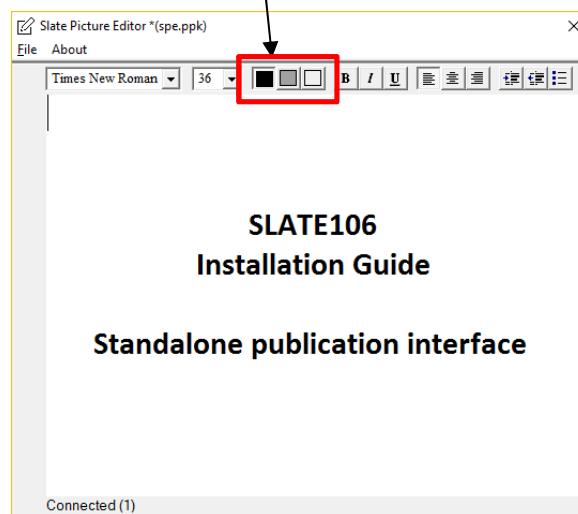 Slate Picture Editor *(spe.ppk)
File About
Times New Roman 36 B I U
SLATE106
Installation Guide
Standalone publication interface
Connected (1)